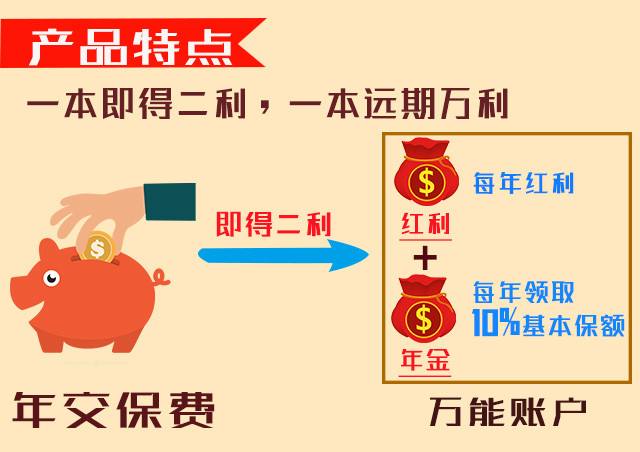 产品特点
一本即得二利，一本远期万利
$
每年红利
即得二利
红利
$
+
每年领取
$
10%基本保额
年金
年交保费
万能账户